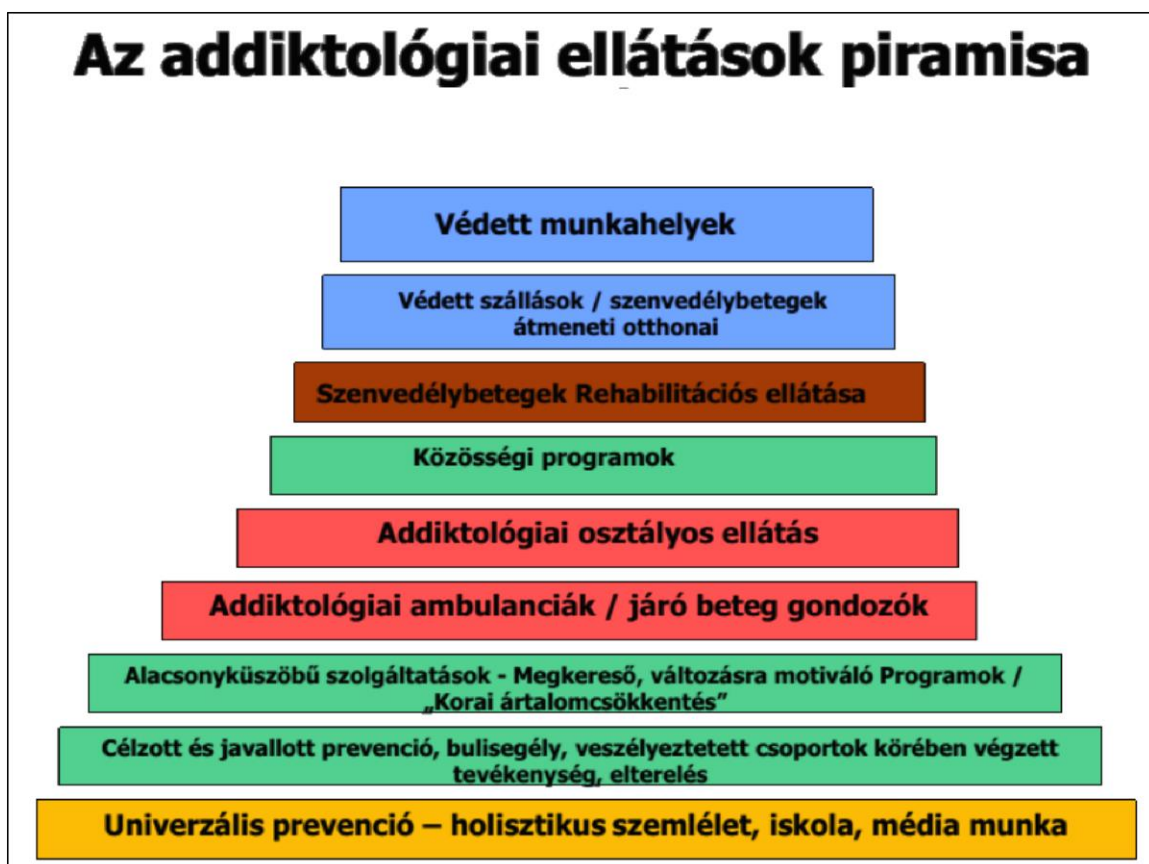 Az addiktológiai ellátások piramisa
Védett munkahelyek
Védett szállások / szenvedélybetegek
átmeneti otthonai
Szenvedélybetegek Rehabilitációs ellátása
Közösségi programok
Addiktológiai osztályos ellátás
Addiktológiai ambulanciák / járó beteg gondozók
Alacsonyküszöbű szolgáltatások - Megkereső, változásra motiváló Programok /
„Korai ártalomcsökkentés”
Célzott és javallott prevenció, bulisegély, veszélyeztetett csoportok körében végzett
tevékenység, elterelés
Univerzális prevenció – holisztikus szemlélet, iskola, média munka